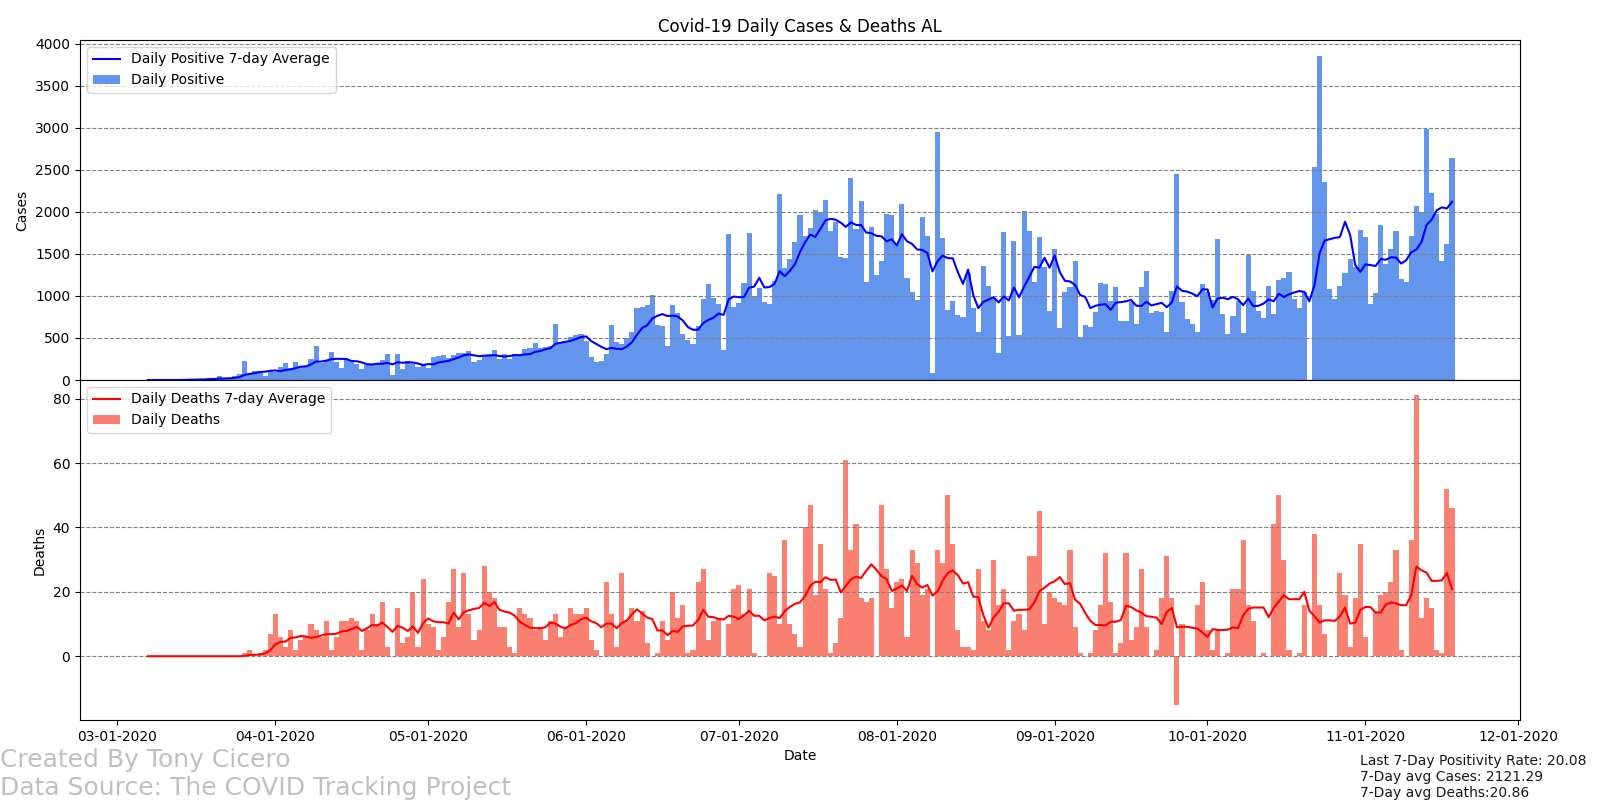 Covid-19 Daily Cases & Deaths AL
Daily Positive 7-day Average
Daily Positive
4000
3500
3000
2500
2000
1500
1000
500
0
Cases
Daily Deaths 7-day Average
Daily Deaths
80
60
40
20
0
Deaths
03-01-2020 04-01-2020 05-01-2020 06-01-2020 07-01-2020 08-01-2020 09-01-2020 10-01-2020 11-01-2020 12-01-2020
Date
Created By Tony Cicero
Data Source: The COVID Tracking Project
Last 7-Day Positivity Rate: 20.08
7-Day avg Cases: 2121.29
7-Day avg Deaths:20.86